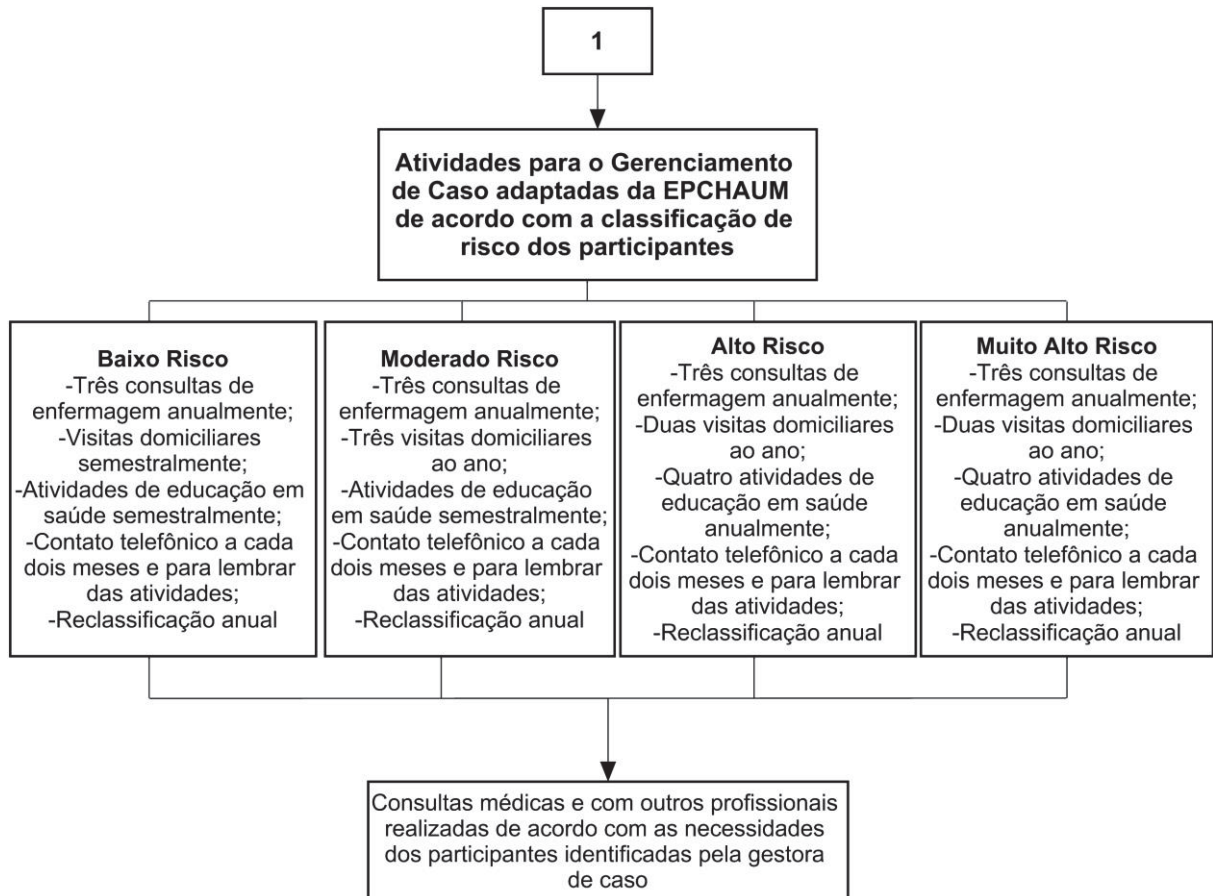 1
Atividades para o Gerenciamento
de Caso adaptadas da EPCHAUM
de acordo com a classificação de
risco dos participantes
Baixo Risco
-Três consultas de
enfermagem anualmente;
-Visitas domiciliares
semestralmente;
-Atividades de educação em
saúde semestralmente;
-Contato telefônico a cada
dois meses e para lembrar
das atividades;
-Reclassificação anual
Moderado Risco
-Três consultas de
enfermagem anualmente;
-Três visitas domiciliares
ao ano;
-Atividades de educação
em saúde semestralmente;
-Contato telefônico a cada
dois meses e para lembrar
das atividades;
-Reclassificação anual
Alto Risco
-Três consultas de
enfermagem anualmente;
-Duas visitas domiciliares
ao ano;
-Quatro atividades de
educação em saúde
anualmente;
-Contato telefônico a cada
dois meses e para lembrar
das atividades;
-Reclassificação anual
Muito Alto Risco
-Três consultas de
enfermagem anualmente;
-Duas visitas domiciliares
ao ano;
-Quatro atividades de
educação em saúde
anualmente;
-Contato telefônico a cada
dois meses e para lembrar
das atividades;
-Reclassificação anual
Consultas médicas e com outros profissionais
realizadas de acordo com as necessidades
dos participantes identificadas pela gestora
de caso